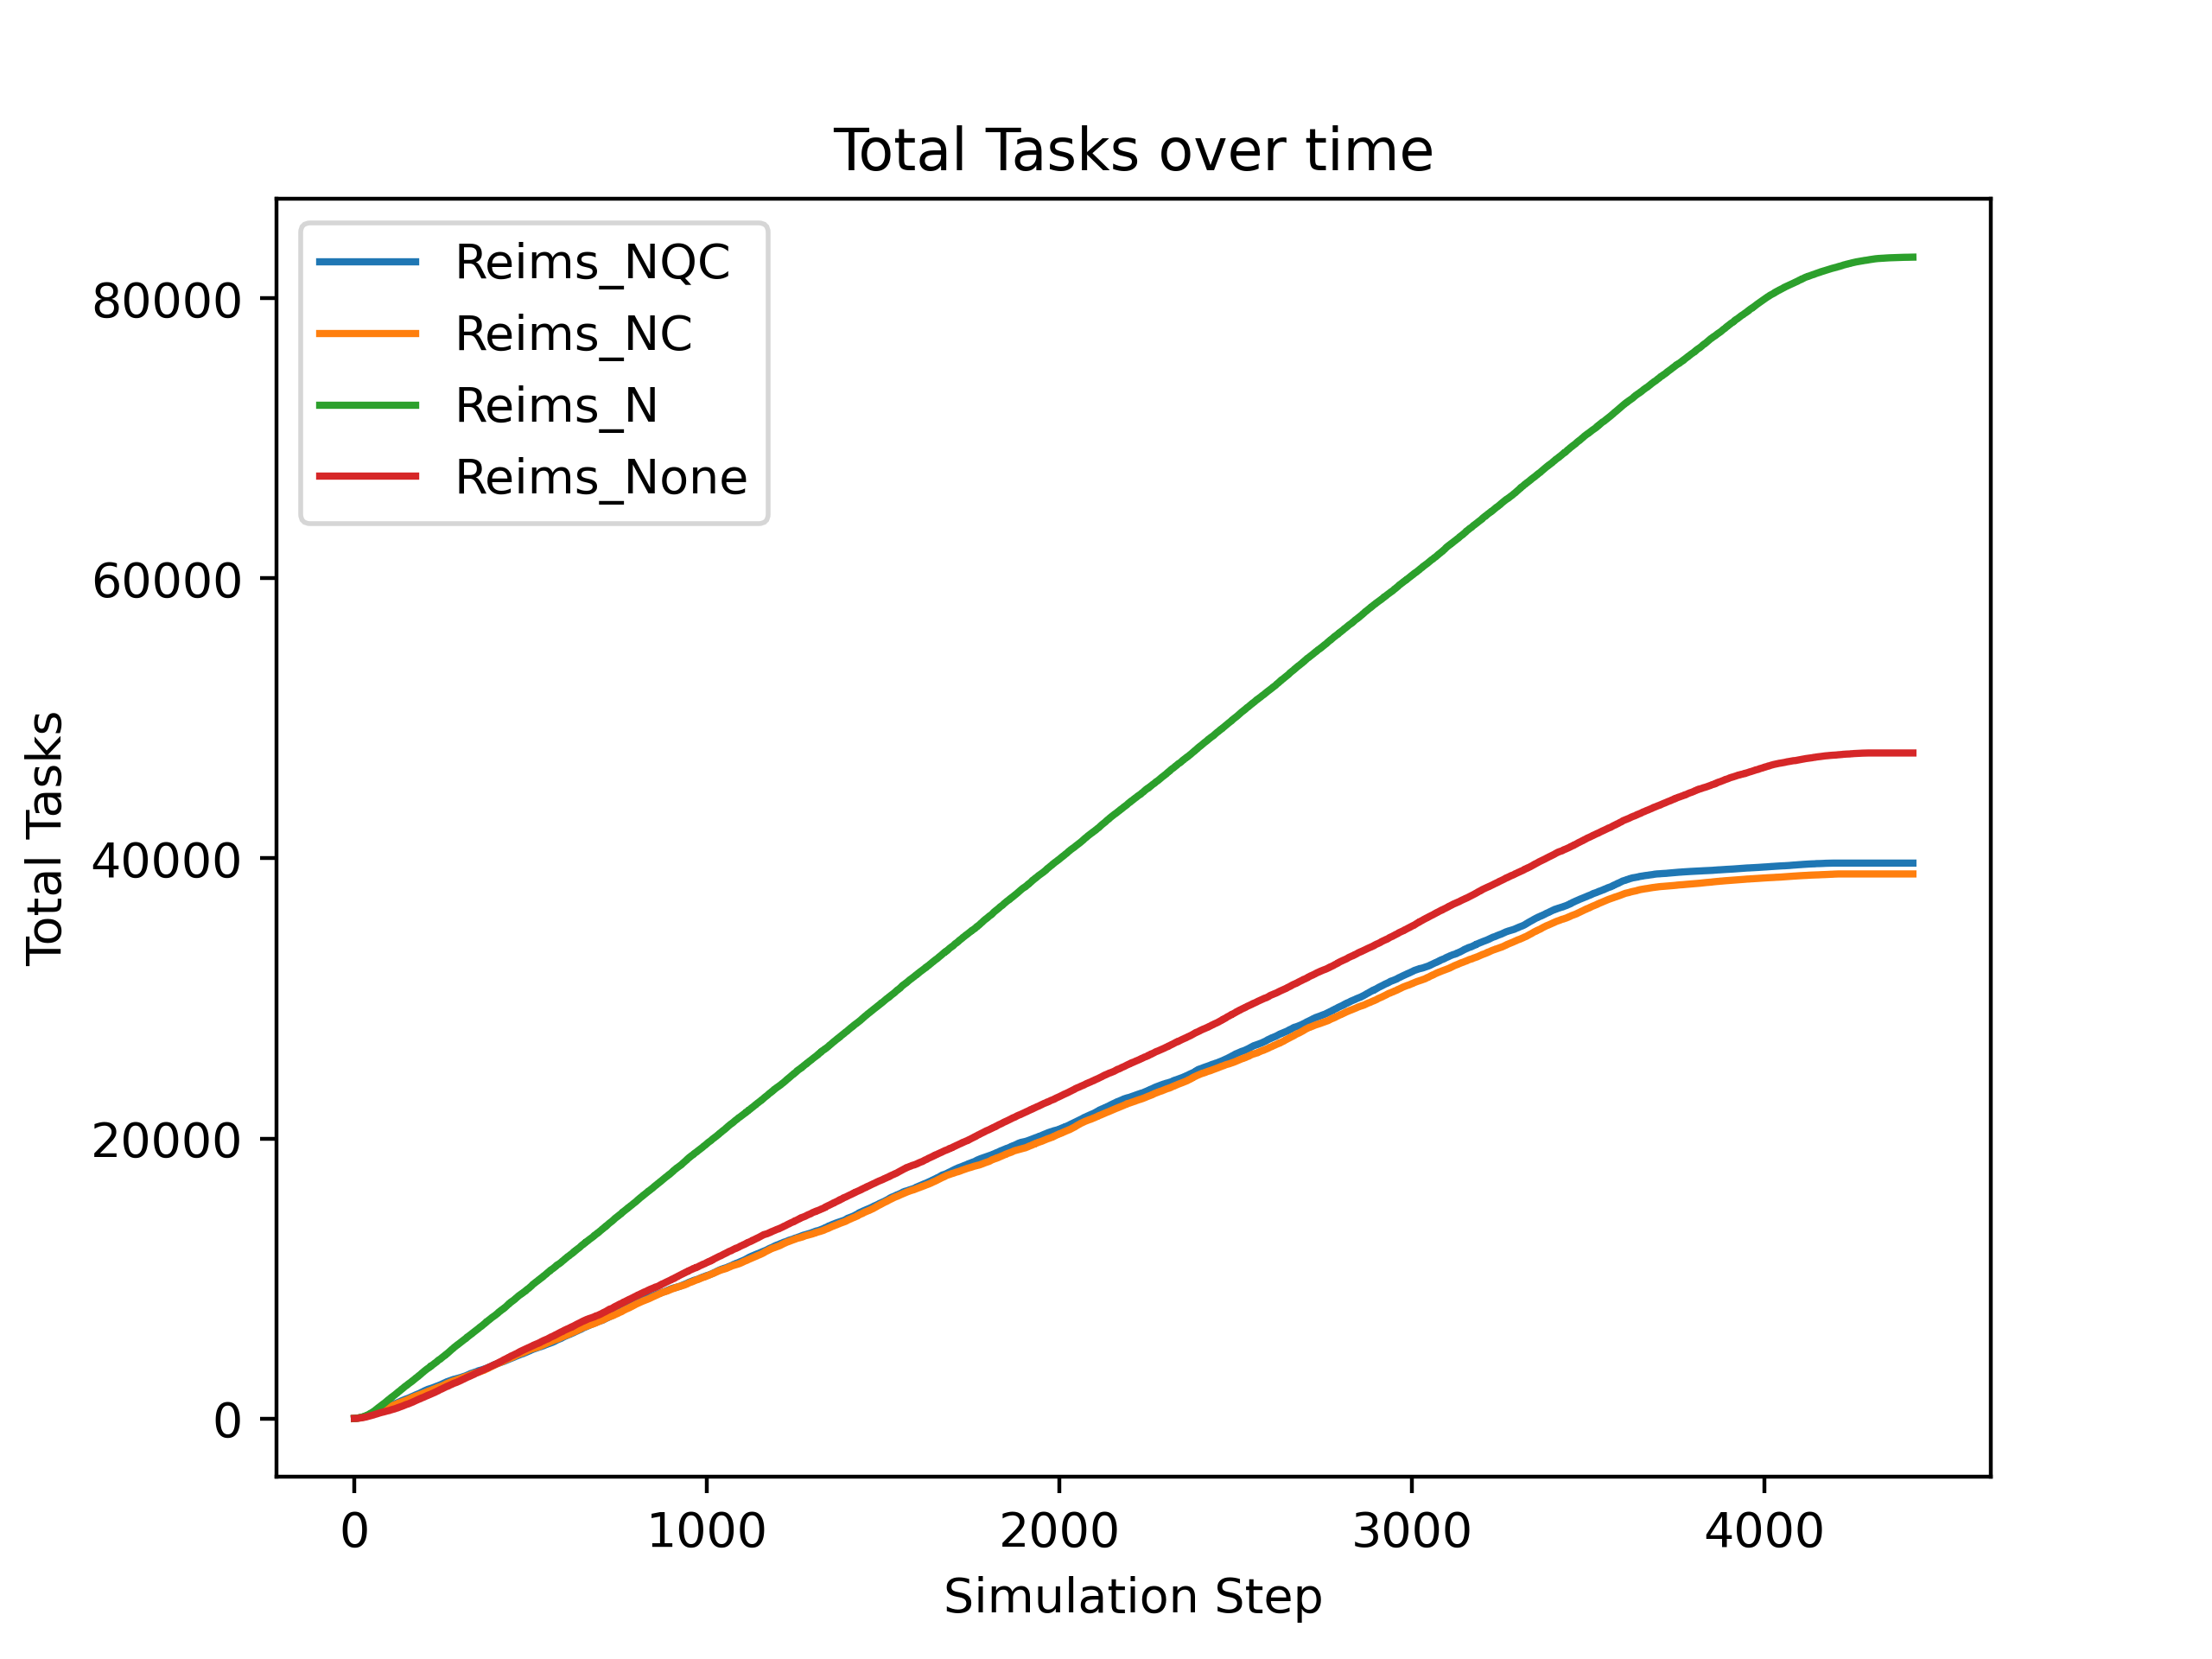 Total Tasks over time
Reims_NQC
Reims_NC
Reims_N
Reims_None
Total Tasks
80000
60000
40000
20000
0
0 1000 2000 3000 4000
Simulation Step